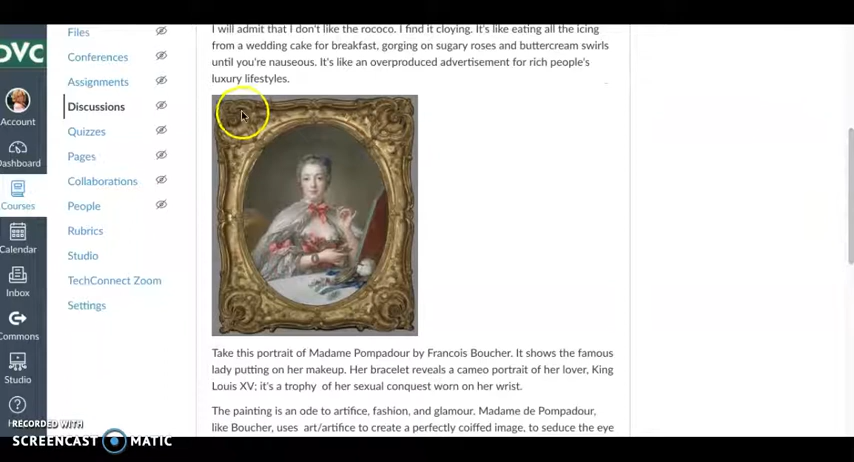 I will admit that I don't like the rococo. I find it cloying. It's like eating all the icing
from a wedding cake for breakfast, gorging on sugary roses and buttercream swirls
until you're nauseous. It's like an overproduced advertisement for rich people's
luxury lifestyles.
Take this portrait of Madame Pompadour by Francois Boucher. It shows the famous
lady putting on her makeup. Her bracelet reveals a cameo portrait of her lover, King
Louis XV; it's a trophy of her sexual conquest worn on her wrist.
The painting is an ode to artifice, fashion, and glamour. Madame de Pompadour,
like Boucher, uses art/artifice to create a perfectly coiffed image, to seduce the eye
Files
Conferences
Assignments
Discussions
Quizzes
Pages
Collaborations
People
Rubrics
Studio
TechConnect Zoom
Settings
OVC
Account
Dashboard
Courses
Calendar
Inbox
Commons
Studio
RECORDED WITH
SCREENCAST MATIC